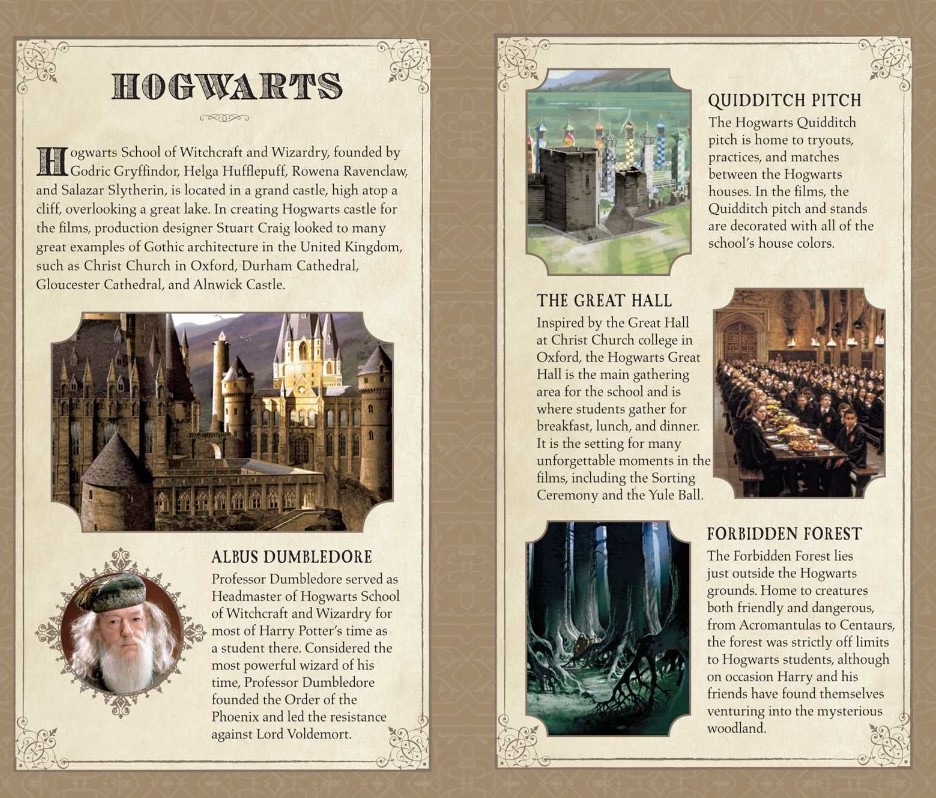 HOGWARTS
Hogwarts School of Witchcraft and Wizardry, founded by
Godric Gryffindor, Helga Hufflepuff, Rowena Ravenclaw,
and Salazar Slytherin, is located in a grand castle, high atop a
cliff, overlooking a great lake. In creating Hogwarts castle for
the films, production designer Stuart Craig looked to many
great examples of Gothic architecture in the United Kingdom,
such as Christ Church in Oxford, Durham Cathedral,
Gloucester Cathedral, and Alnwick Castle.
ALBUS DUMBLEDORE
Professor Dumbledore served as
Headmaster of Hogwarts School
of Witchcraft and Wizardry for
most of Harry Potter's time as
a student there. Considered the
most powerful wizard of his
time, Professor Dumbledore
founded the Order of the
Phoenix and led the resistance
against Lord Voldemort.
QUIDDITCH PITCH
The Hogwarts Quidditch
pitch is home to tryouts,
practices, and matches
between the Hogwarts
houses. In the films, the
Quidditch pitch and stands
are decorated with all of the
school's house colors.
THE GREAT HALL
Inspired by the Great Hall
at Christ Church college in
Oxford, the Hogwarts Great
Hall is the main gathering
area for the school and is
where students gather for
breakfast, lunch, and dinner.
It is the setting for many
unforgettable moments in the
films, including the Sorting
Ceremony and the Yule Ball.
FORBIDDEN FOREST
The Forbidden Forest lies
just outside the Hogwarts
grounds. Home to creatures
both friendly and dangerous,
from Acromantulas to Centaurs,
the forest was strictly off limits
to Hogwarts students, although
on occasion Harry and his
friends have found themselves
venturing into the mysterious
woodland.